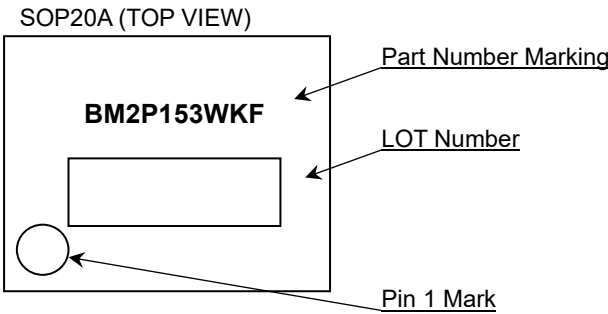 SOP20A (TOP VIEW)
Part Number Marking
BM2P153WKF
LOT Number
Pin 1 Mark